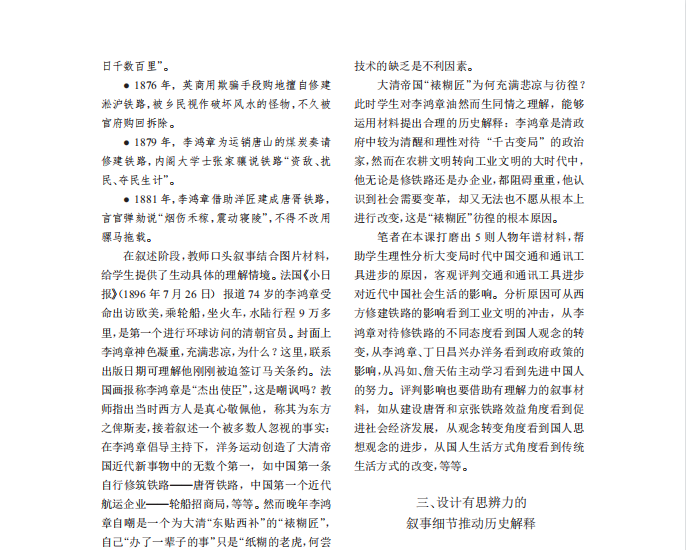 日千数百里”。
● 1876 年，英商用欺骗手段购地擅自修建
淞沪铁路，被乡民视作破坏风水的怪物，不久被
官府购回拆除。
● 1879 年，李鸿章为运销唐山的煤炭奏请
修建铁路，内阁大学士张家骧说铁路“资敌、扰
民、夺民生计”。
● 1881 年，李鸿章借助洋匠建成唐胥铁路，
言官弹劾说“烟伤禾稼，震动寝陵”，不得不改用
骡马拖载。
在叙述阶段，教师口头叙事结合图片材料，
给学生提供了生动具体的理解情境。法国《小日
报》（1896 年 7 月 26 日） 报道 74 岁的李鸿章受
命出访欧美，乘轮船，坐火车，水陆行程 9 万多
里，是第一个进行环球访问的清朝官员。封面上
李鸿章神色凝重，充满悲凉，为什么？这里，联系
出版日期可理解他刚刚被迫签订马关条约。法
国画报称李鸿章是“杰出使臣”，这是嘲讽吗？教
师指出当时西方人是真心敬佩他，称其为东方
之俾斯麦，接着叙述一个被多数人忽视的事实：
在李鸿章倡导主持下，洋务运动创造了大清帝
国近代新事物中的无数个第一，如中国第一条
自行修筑铁路——唐胥铁路，中国第一个近代
航运企业——轮船招商局，等等。然而晚年李鸿
章自嘲是一个为大清“东贴西补”的“裱糊匠”，
自己“办了一辈子的事”只是“纸糊的老虎，何尝
技术的缺乏是不利因素。
大清帝国“裱糊匠”为何充满悲凉与彷徨？
此时学生对李鸿章油然而生同情之理解，能够
运用材料提出合理的历史解释：李鸿章是清政
府中较为清醒和理性对待 “千古变局”的政治
家，然而在农耕文明转向工业文明的大时代中，
他无论是修铁路还是办企业，都阻碍重重，他认
识到社会需要变革，却又无法也不愿从根本上
进行改变，这是“裱糊匠”彷徨的根本原因。
笔者在本课打磨出 5 则人物年谱材料，帮
助学生理性分析大变局时代中国交通和通讯工
具进步的原因，客观评判交通和通讯工具进步
对近代中国社会生活的影响。分析原因可从西
方修建铁路的影响看到工业文明的冲击，从李
鸿章对待修铁路的不同态度看到国人观念的转
变，从李鸿章、丁日昌兴办洋务看到政府政策的
影响，从冯如、詹天佑主动学习看到先进中国人
的努力。评判影响也要借助有理解力的叙事材
料，如从建设唐胥和京张铁路效益角度看到促
进社会经济发展，从观念转变角度看到国人思
想观念的进步，从国人生活方式角度看到传统
生活方式的改变，等等。
三、设计有思辨力的
叙事细节推动历史解释